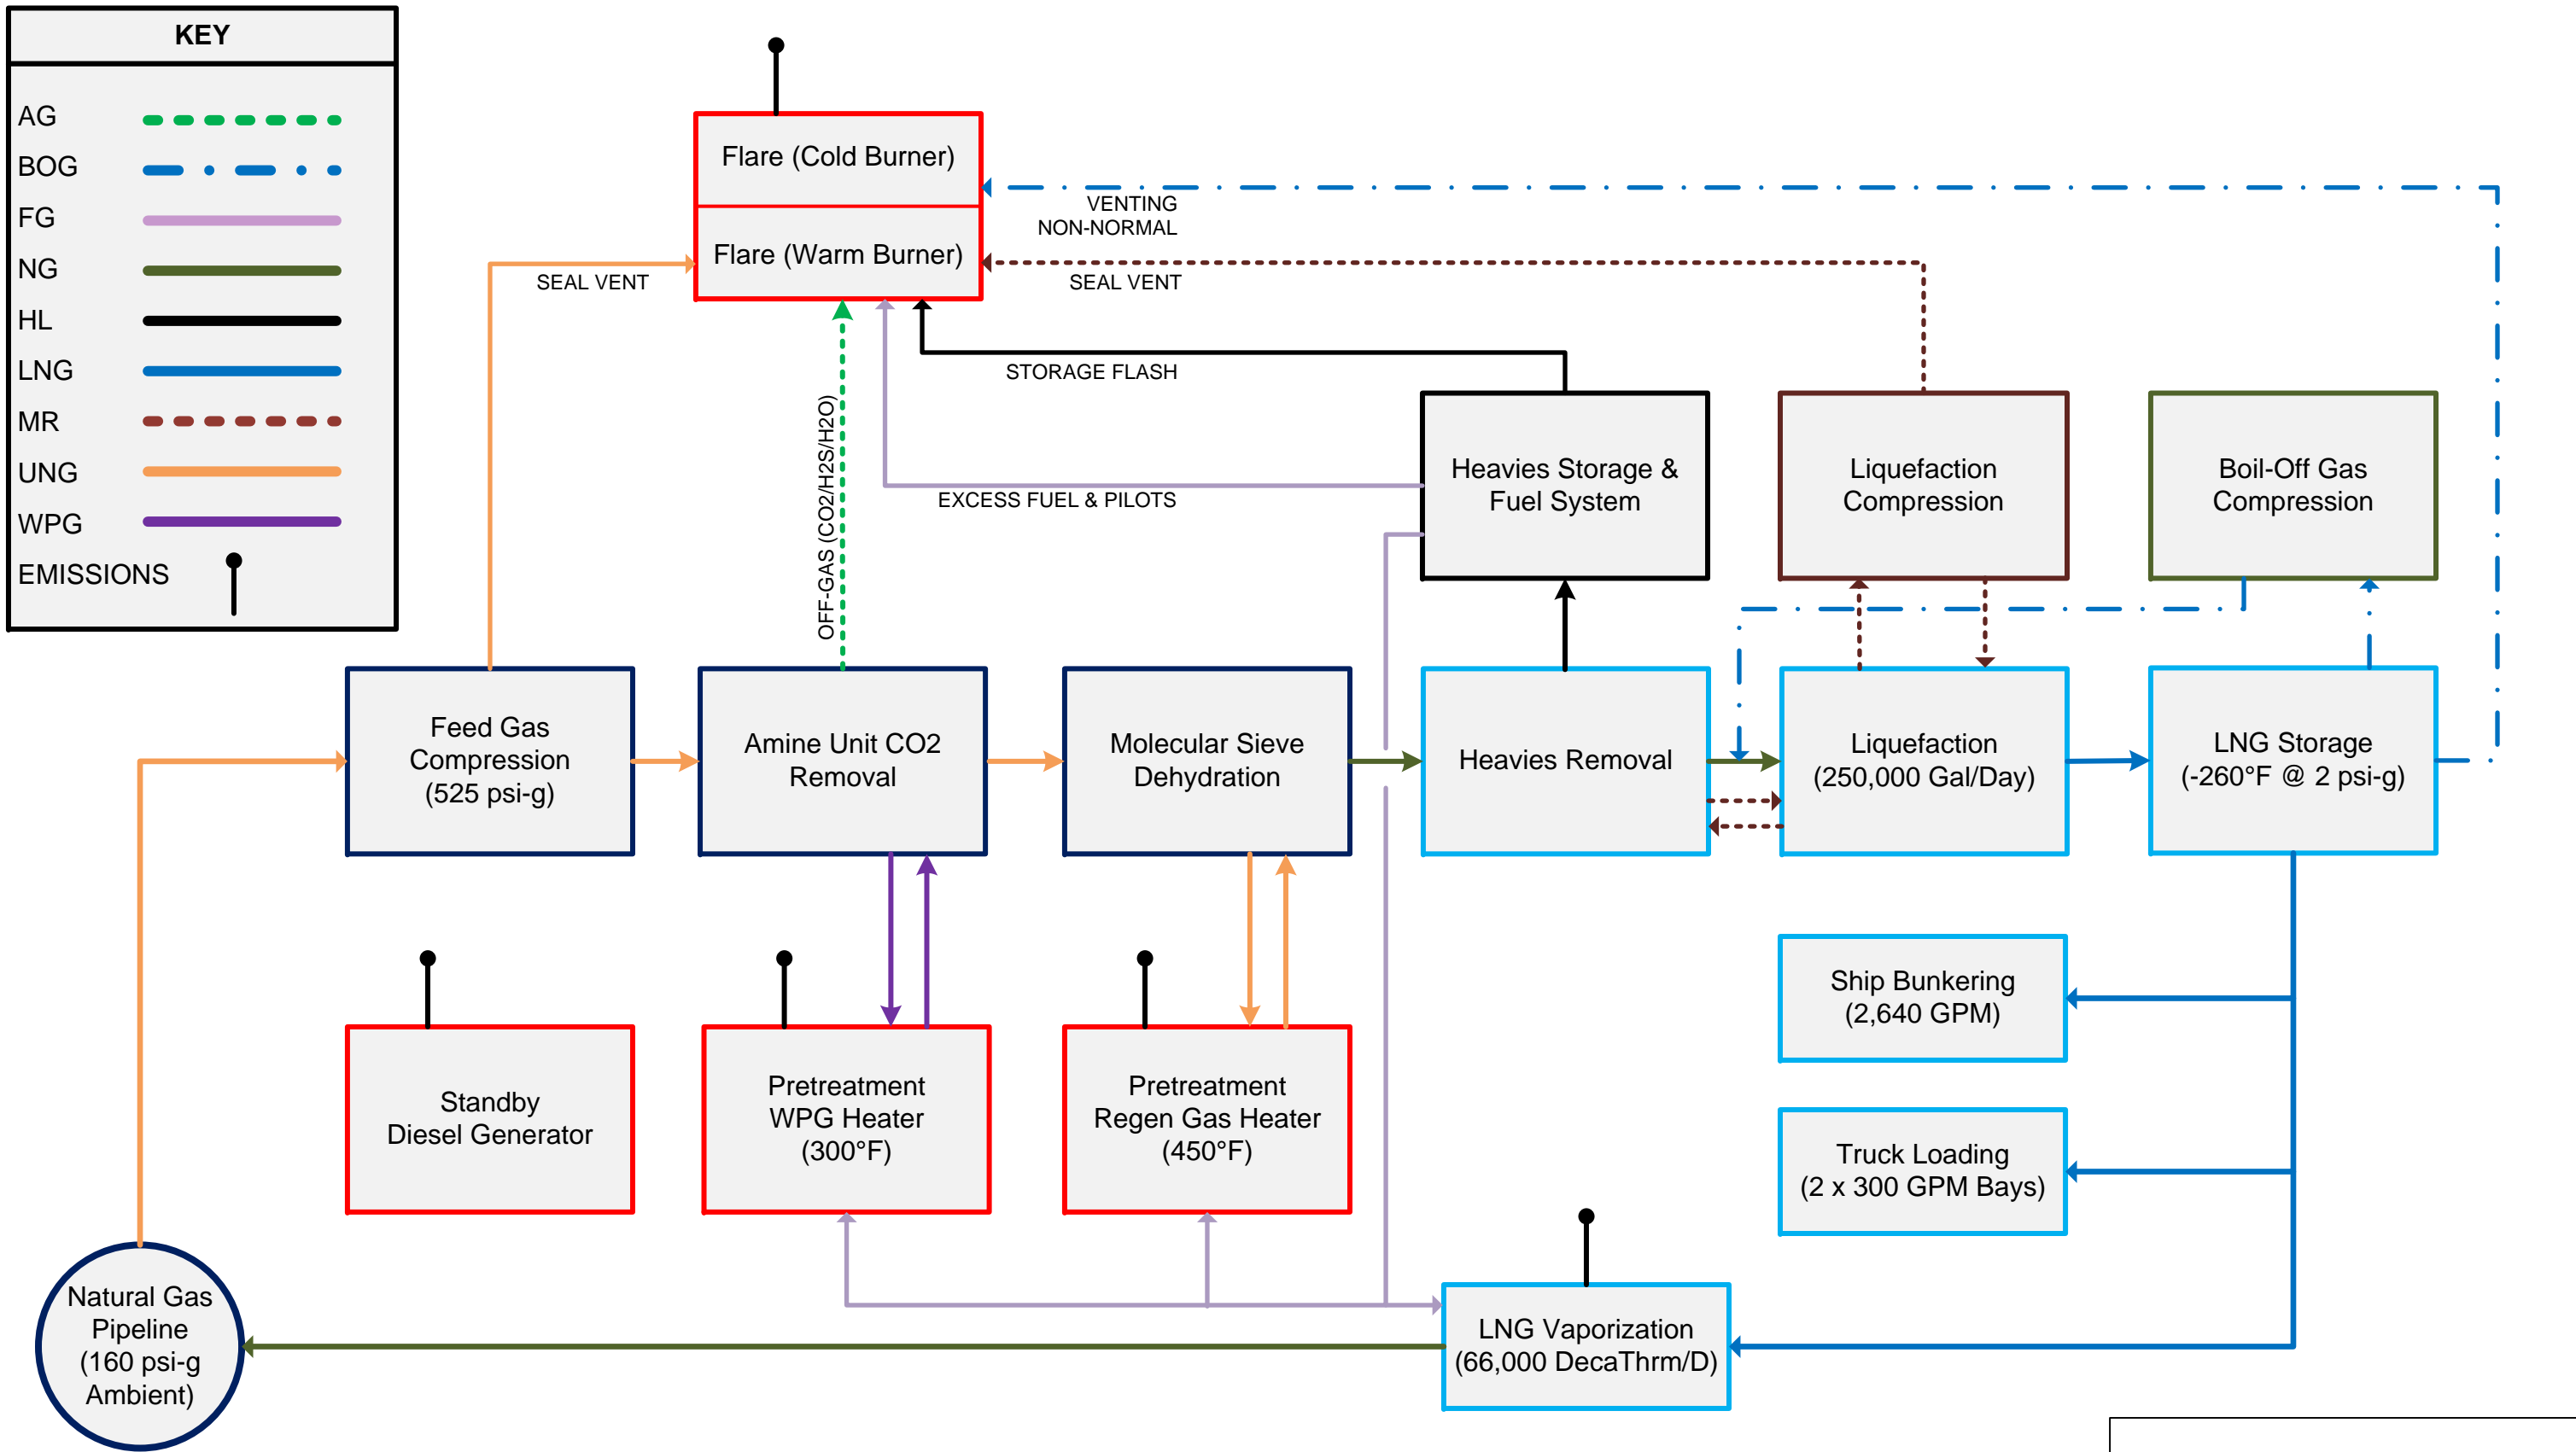 KEY
AG
BOG
FG
NG
HL
LNG
MR
UNG
WPG
EMISSIONS
Flare (Cold Burner)
Flare (Warm Burner)
VENTING
NON-NORMAL
SEAL VENT
SEAL VENT
STORAGE FLASH
EXCESS FUEL & PILOTS
OFF-GAS (CO2/H2S/H2O)
Heavies Storage &
Fuel System
Liquefaction
Compression
Boil-Off Gas
Compression
Feed Gas
Compression
(525 psi-g)
Amine Unit CO2
Removal
Molecular Sieve
Dehydration
Heavies Removal
Liquefaction
(250,000 Gal/Day)
LNG Storage
(-260°F @ 2 psi-g)
Standby
Diesel Generator
Pretreatment
WPG Heater
(300°F)
Pretreatment
Regen Gas Heater
(450°F)
Ship Bunkering
(2,640 GPM)
Truck Loading
(2 x 300 GPM Bays)
Natural Gas
Pipeline
(160 psi-g
Ambient)
LNG Vaporization
(66,000 DecaThrm/D)